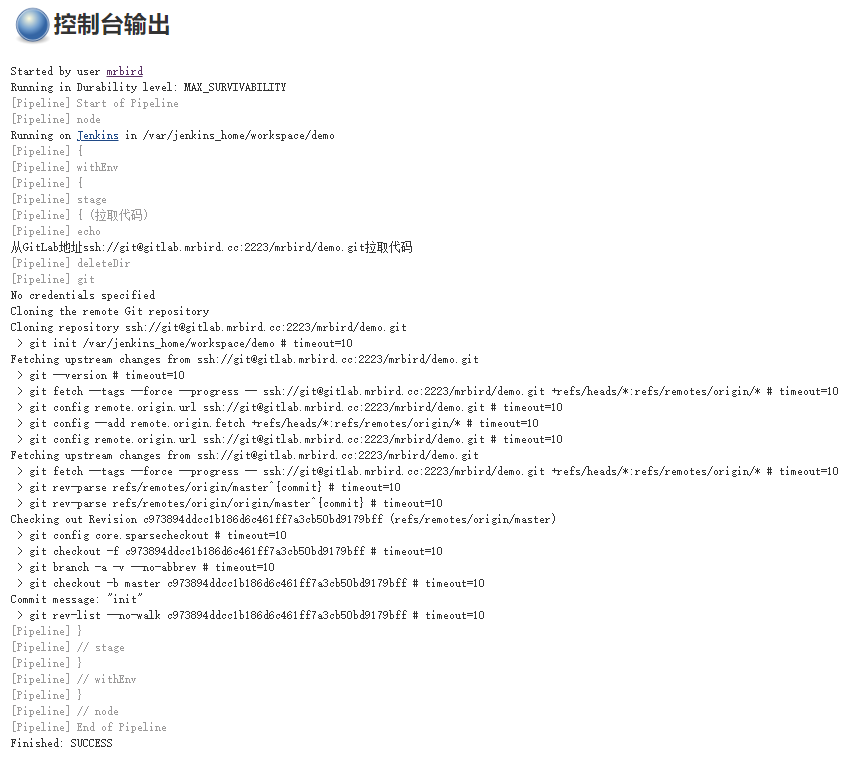 控制台输出
Started by user mrbird
Running in Durability level: MAX_SURVIVABILITY
[Pipeline] Start of Pipeline
[Pipeline] node
Running on Jenkins in /var/jenkins_home/workspace/demo
[Pipeline] {
[Pipeline] withEnv
[Pipeline] {
[Pipeline] stage
[Pipeline] { (拉取代码)
[Pipeline] echo
从GitLab地址ssh://git@gitlab.mrbird.cc:2223/mrbird/demo.git拉取代码
[Pipeline] deleteDir
[Pipeline] git
No credentials specified
Cloning the remote Git repository
Cloning repository ssh://git@gitlab.mrbird.cc:2223/mrbird/demo.git
 > git init /var/jenkins_home/workspace/demo # timeout=10
Fetching upstream changes from ssh://git@gitlab.mrbird.cc:2223/mrbird/demo.git
 > git --version # timeout=10
 > git fetch --tags --force --progress -- ssh://git@gitlab.mrbird.cc:2223/mrbird/demo.git +refs/heads/*:refs/remotes/origin/* # timeout=10
 > git config remote.origin.url ssh://git@gitlab.mrbird.cc:2223/mrbird/demo.git # timeout=10
 > git config --add remote.origin.fetch +refs/heads/*:refs/remotes/origin/* # timeout=10
 > git config remote.origin.url ssh://git@gitlab.mrbird.cc:2223/mrbird/demo.git # timeout=10
Fetching upstream changes from ssh://git@gitlab.mrbird.cc:2223/mrbird/demo.git
 > git fetch --tags --force --progress -- ssh://git@gitlab.mrbird.cc:2223/mrbird/demo.git +refs/heads/*:refs/remotes/origin/* # timeout=10
 > git rev-parse refs/remotes/origin/master^{commit} # timeout=10
 > git rev-parse refs/remotes/origin/origin/master^{commit} # timeout=10
Checking out Revision c973894ddcc1b186d6c461ff7a3cb50bd9179bff (refs/remotes/origin/master)
 > git config core.sparsecheckout # timeout=10
 > git checkout -f c973894ddcc1b186d6c461ff7a3cb50bd9179bff # timeout=10
 > git branch -a -v --no-abbrev # timeout=10
 > git checkout -b master c973894ddcc1b186d6c461ff7a3cb50bd9179bff # timeout=10
Commit message: "init"
 > git rev-list --no-walk c973894ddcc1b186d6c461ff7a3cb50bd9179bff # timeout=10
[Pipeline] }
[Pipeline] // stage
[Pipeline] }
[Pipeline] // withEnv
[Pipeline] }
[Pipeline] // node
[Pipeline] End of Pipeline
Finished: SUCCESS